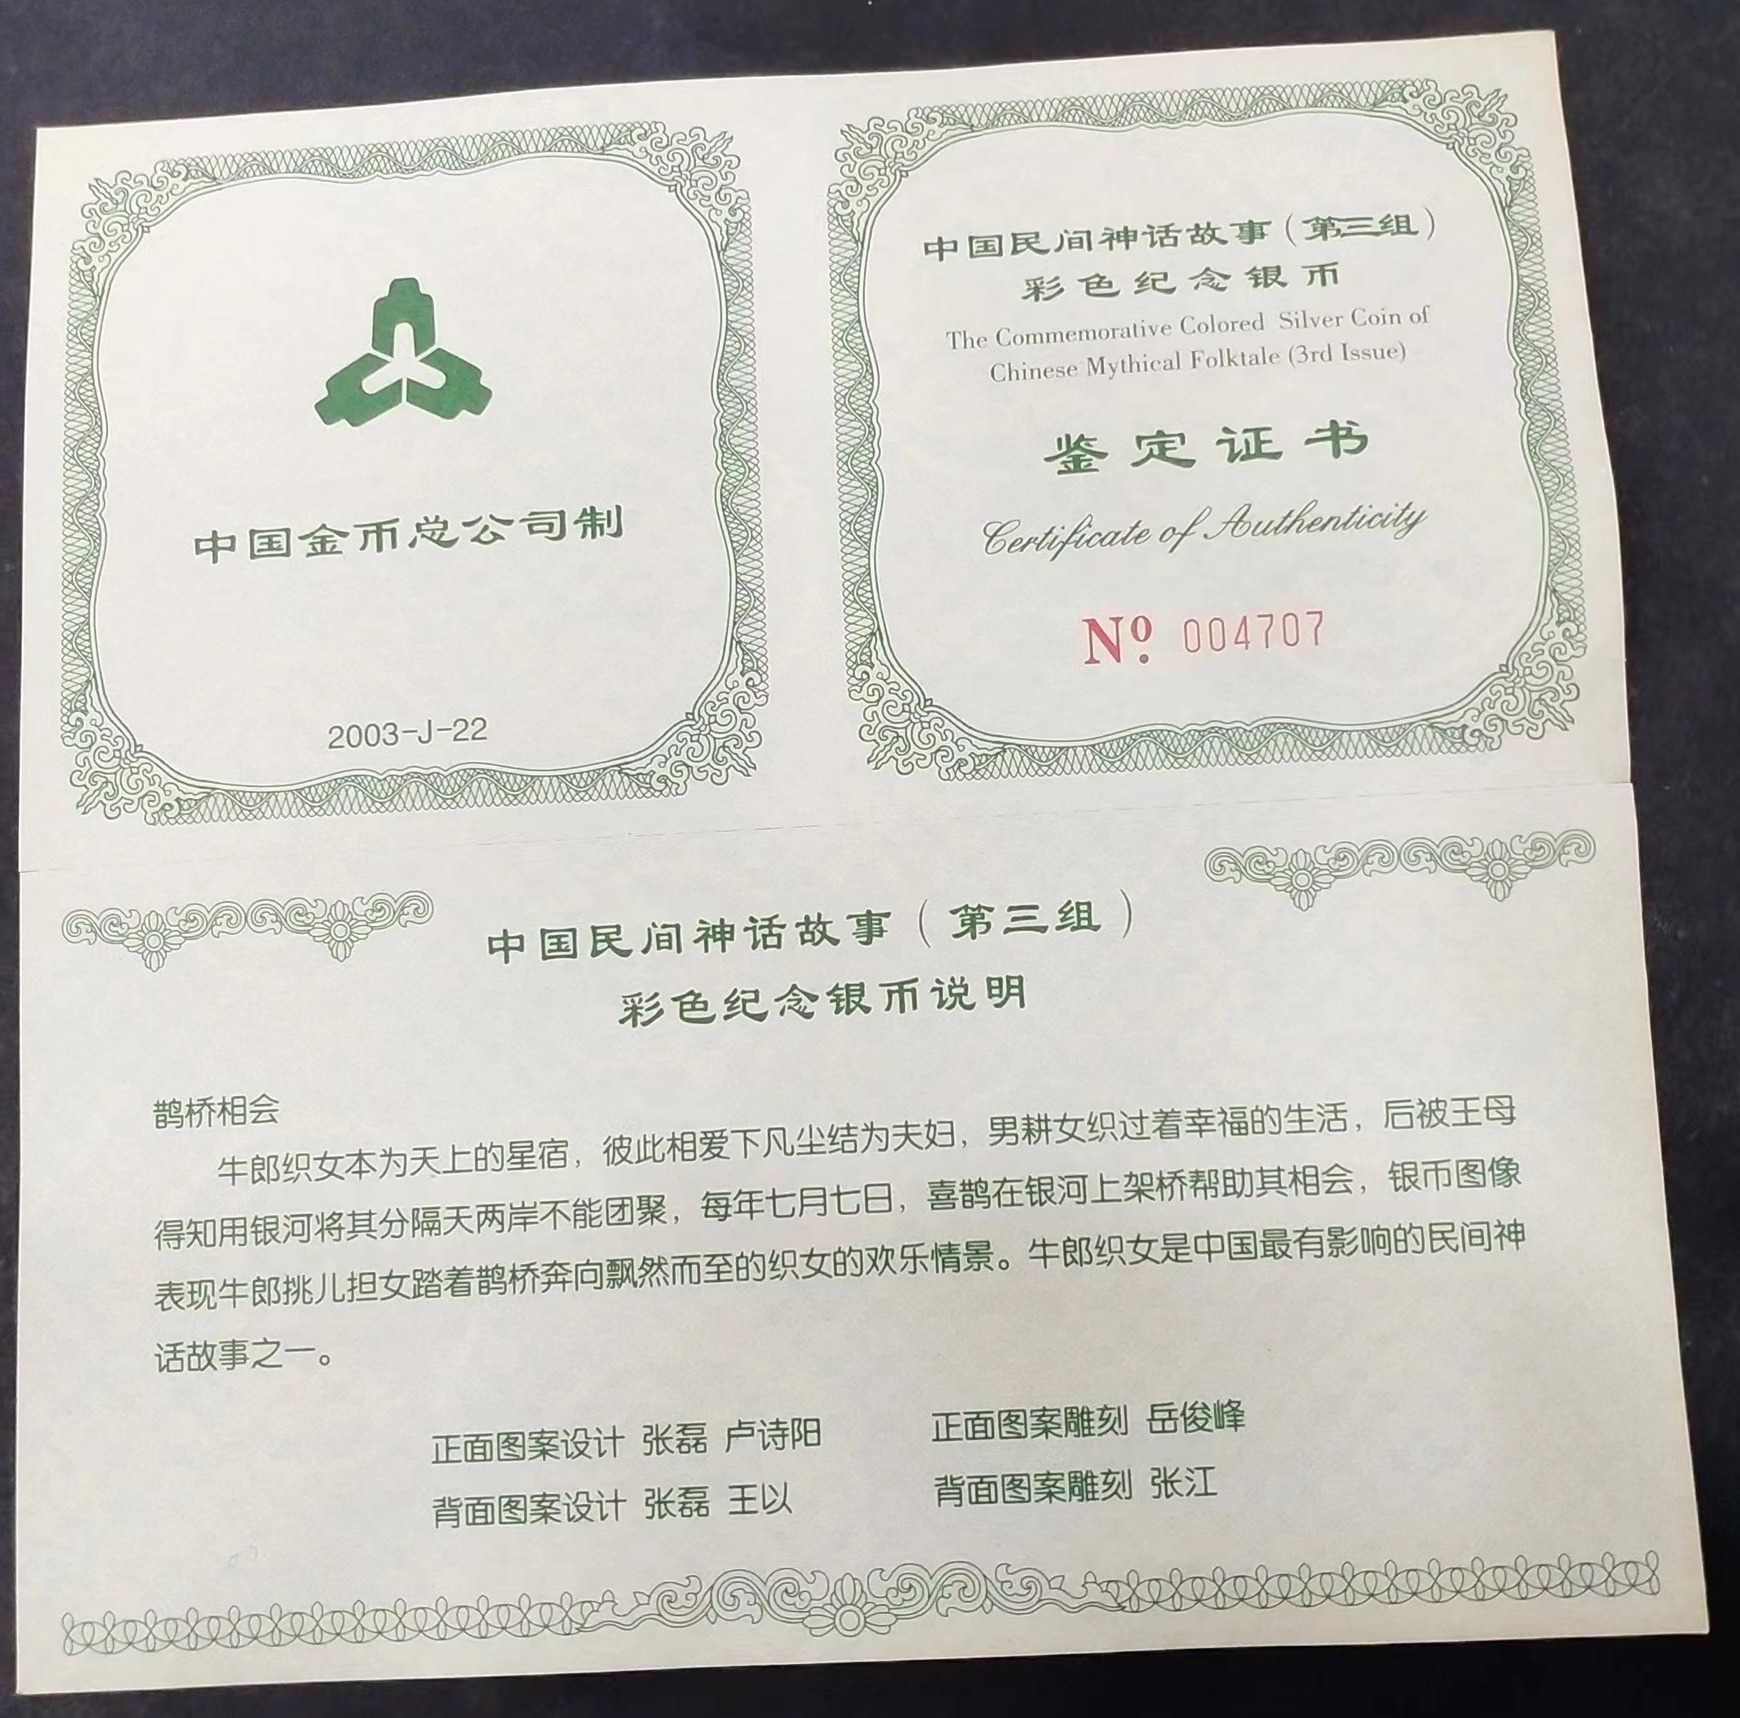 中国金币总公司制
2003-J-22
中国民间神话故事（第三组）
彩色纪念银币
The Commemorative Colored Silver Coin of
Chinese Mythical Folktale (3rd Issue)
鉴定证书
Certificate of Authenticity
Nº. 004707
中国民间神话故事（第三组）
彩色纪念银币说明
鹊桥相会
牛郎织女本为天上的星宿，彼此相爱下凡尘结为夫妇，男耕女织过着幸福的生活，后被王母
得知用银河将其分隔天两岸不能团聚，每年七月七日，喜鹊在银河上架桥帮助其相会，银币图像
表现牛郎挑儿担女踏着鹊桥奔向飘然而至的织女的欢乐情景。牛郎织女是中国最有影响的民间神
话故事之一。
正面图案设计 张磊 卢诗阳 正面图案雕刻 岳俊峰
背面图案设计 张磊 王以 背面图案雕刻 张江